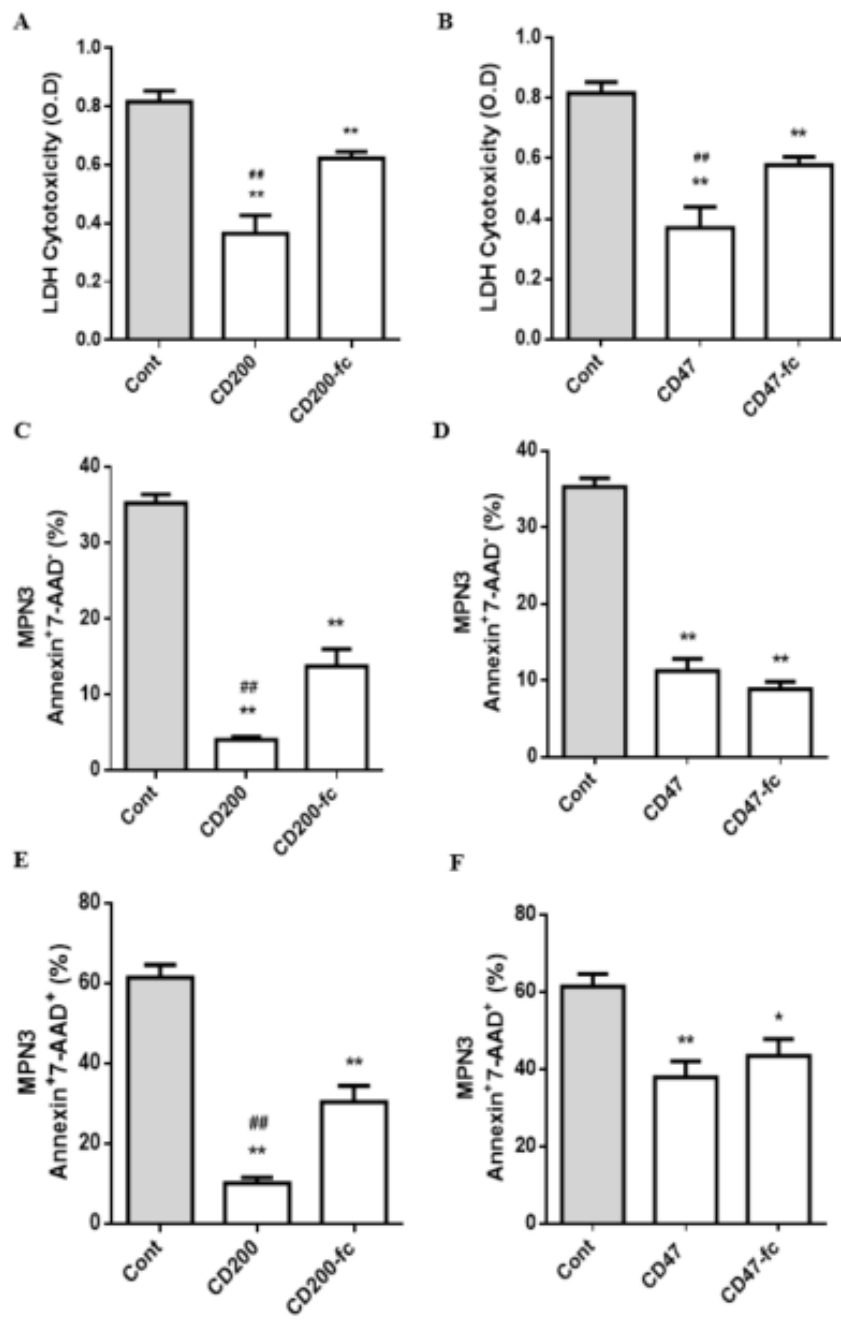 A
LDH Cytotoxicity (O.D)
1.0
0.8
0.6
0.4
0.2
0.0
##
**
**
Cont
CD200
CD200-fc
B
LDH Cytotoxicity (O.D)
1.0
0.8
0.6
0.4
0.2
0.0
##
**
**
Cont
CD47
CD47-fc
C
MPN3
Annexin⁺7-AAD⁻ (%)
40
30
20
10
0
##
**
**
Cont
CD200
CD200-fc
D
MPN3
Annexin⁺7-AAD⁻ (%)
40
30
20
10
0
**
**
Cont
CD47
CD47-fc
E
MPN3
Annexin⁺7-AAD⁺ (%)
80
60
40
20
0
##
**
**
Cont
CD200
CD200-fc
F
MPN3
Annexin⁺7-AAD⁺ (%)
80
60
40
20
0
**
*
Cont
CD47
CD47-fc